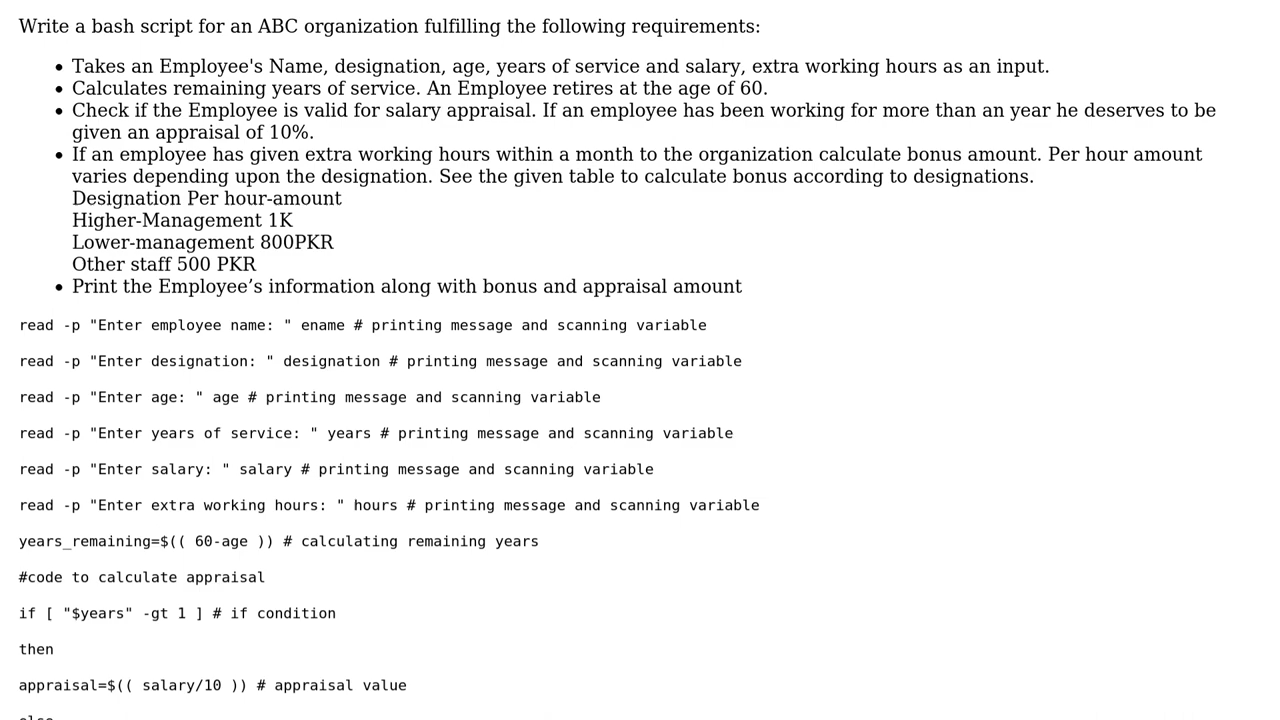 Write a bash script for an ABC organization fulfilling the following requirements:
Takes an Employee's Name, designation, age, years of service and salary, extra working hours as an input.
Calculates remaining years of service. An Employee retires at the age of 60.
Check if the Employee is valid for salary appraisal. If an employee has been working for more than an year he deserves to be
given an appraisal of 10%.
If an employee has given extra working hours within a month to the organization calculate bonus amount. Per hour amount
varies depending upon the designation. See the given table to calculate bonus according to designations.
Designation Per hour-amount
Higher-Management 1K
Lower-management 800PKR
Other staff 500 PKR
Print the Employee’s information along with bonus and appraisal amount
read -p "Enter employee name: " ename # printing message and scanning variable
read -p "Enter designation: " designation # printing message and scanning variable
read -p "Enter age: " age # printing message and scanning variable
read -p "Enter years of service: " years # printing message and scanning variable
read -p "Enter salary: " salary # printing message and scanning variable
read -p "Enter extra working hours: " hours # printing message and scanning variable
years_remaining=$(( 60-age )) # calculating remaining years
#code to calculate appraisal
if [ "$years" -gt 1 ] # if condition
then
appraisal=$(( salary/10 )) # appraisal value
else